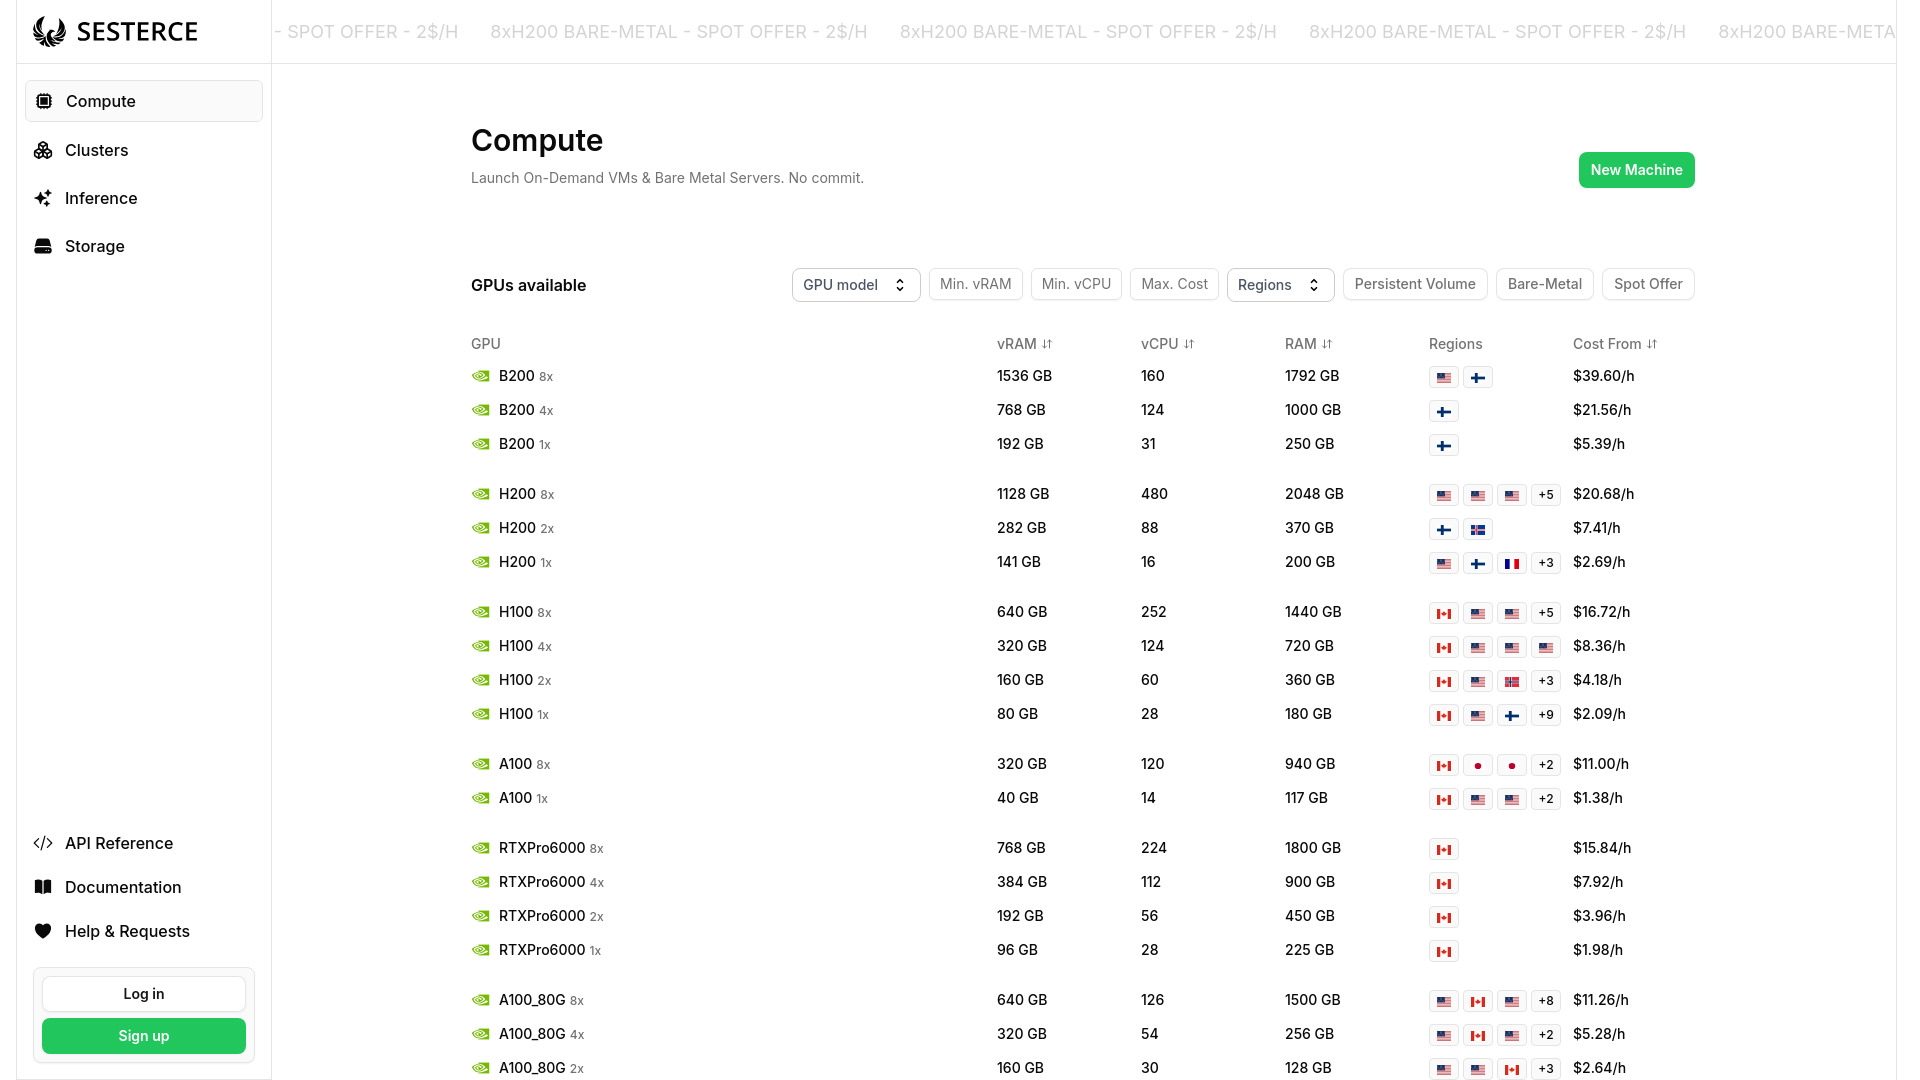 SESTERCE
- SPOT OFFER - 2$/H 8xH200 BARE-METAL - SPOT OFFER - 2$/H 8xH200 BARE-METAL - SPOT OFFER - 2$/H 8xH200 BARE-METAL - SPOT OFFER - 2$/H 8xH200 BARE-META
Compute
Clusters
Inference
Storage
API Reference
Documentation
Help & Requests
Log in
Sign up
Compute
Launch On-Demand VMs & Bare Metal Servers. No commit.
New Machine
GPUs available
GPU model Min. vRAM Min. vCPU Max. Cost Regions Persistent Volume Bare-Metal Spot Offer
GPU vRAM vCPU RAM Regions Cost From
B200 8x 1536 GB 160 1792 GB $39.60/h
B200 4x 768 GB 124 1000 GB $21.56/h
B200 1x 192 GB 31 250 GB $5.39/h
H200 8x 1128 GB 480 2048 GB +5 $20.68/h
H200 2x 282 GB 88 370 GB $7.41/h
H200 1x 141 GB 16 200 GB +3 $2.69/h
H100 8x 640 GB 252 1440 GB +5 $16.72/h
H100 4x 320 GB 124 720 GB $8.36/h
H100 2x 160 GB 60 360 GB +3 $4.18/h
H100 1x 80 GB 28 180 GB +9 $2.09/h
A100 8x 320 GB 120 940 GB +2 $11.00/h
A100 1x 40 GB 14 117 GB +2 $1.38/h
RTXPro6000 8x 768 GB 224 1800 GB $15.84/h
RTXPro6000 4x 384 GB 112 900 GB $7.92/h
RTXPro6000 2x 192 GB 56 450 GB $3.96/h
RTXPro6000 1x 96 GB 28 225 GB $1.98/h
A100_80G 8x 640 GB 126 1500 GB +8 $11.26/h
A100_80G 4x 320 GB 54 256 GB +2 $5.28/h
A100_80G 2x 160 GB 30 128 GB +3 $2.64/h